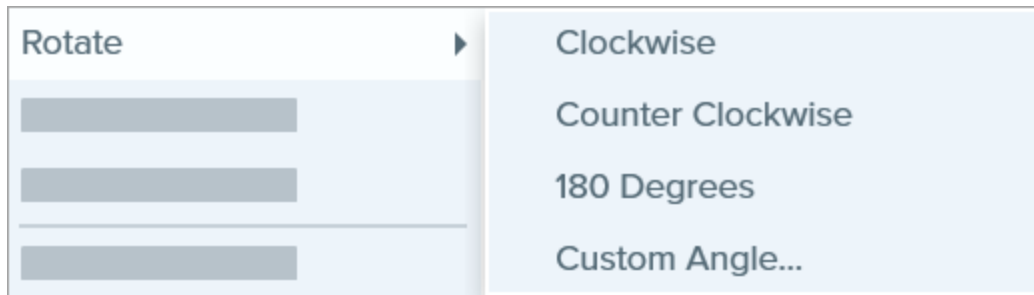 Rotate
Clockwise
Counter Clockwise
180 Degrees
Custom Angle...